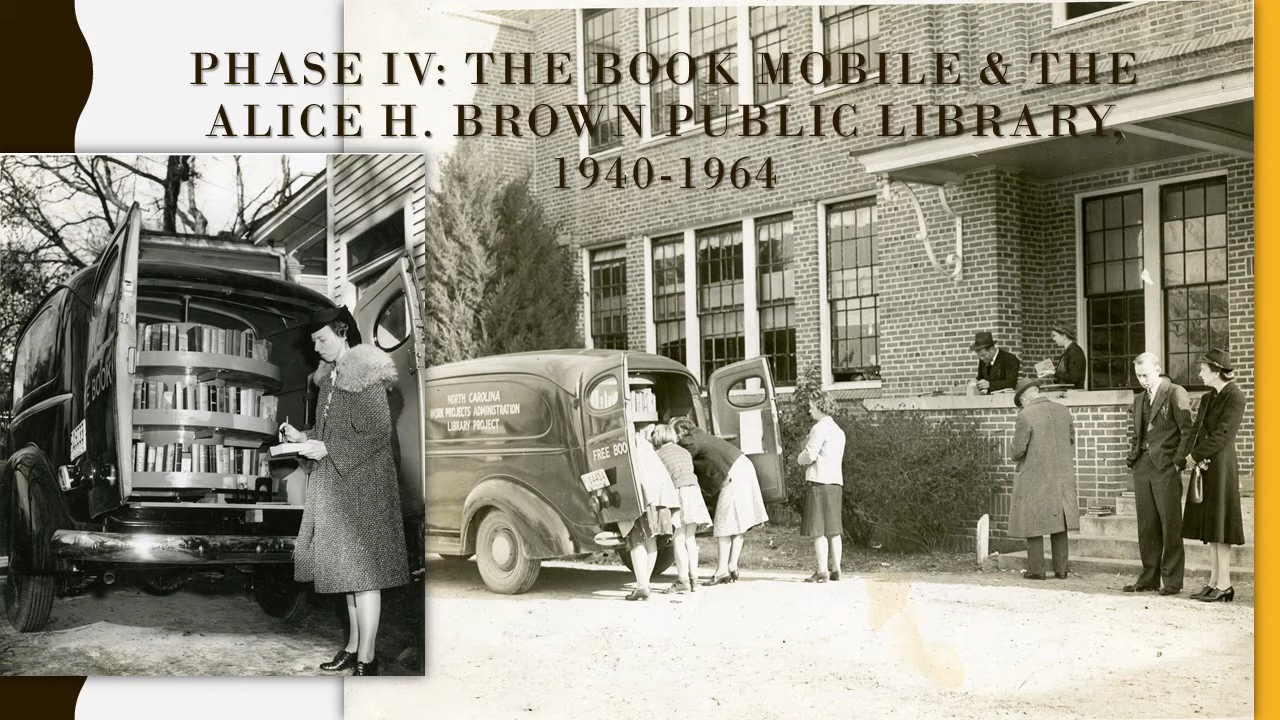 PHASE IV: THE BOOK MOBILE & THE
ALICE H. BROWN PUBLIC LIBRARY
1940-1964
NORTH CAROLINA
WORK PROJECTS ADMINISTRATION
LIBRARY PROJECT
FREE BOO